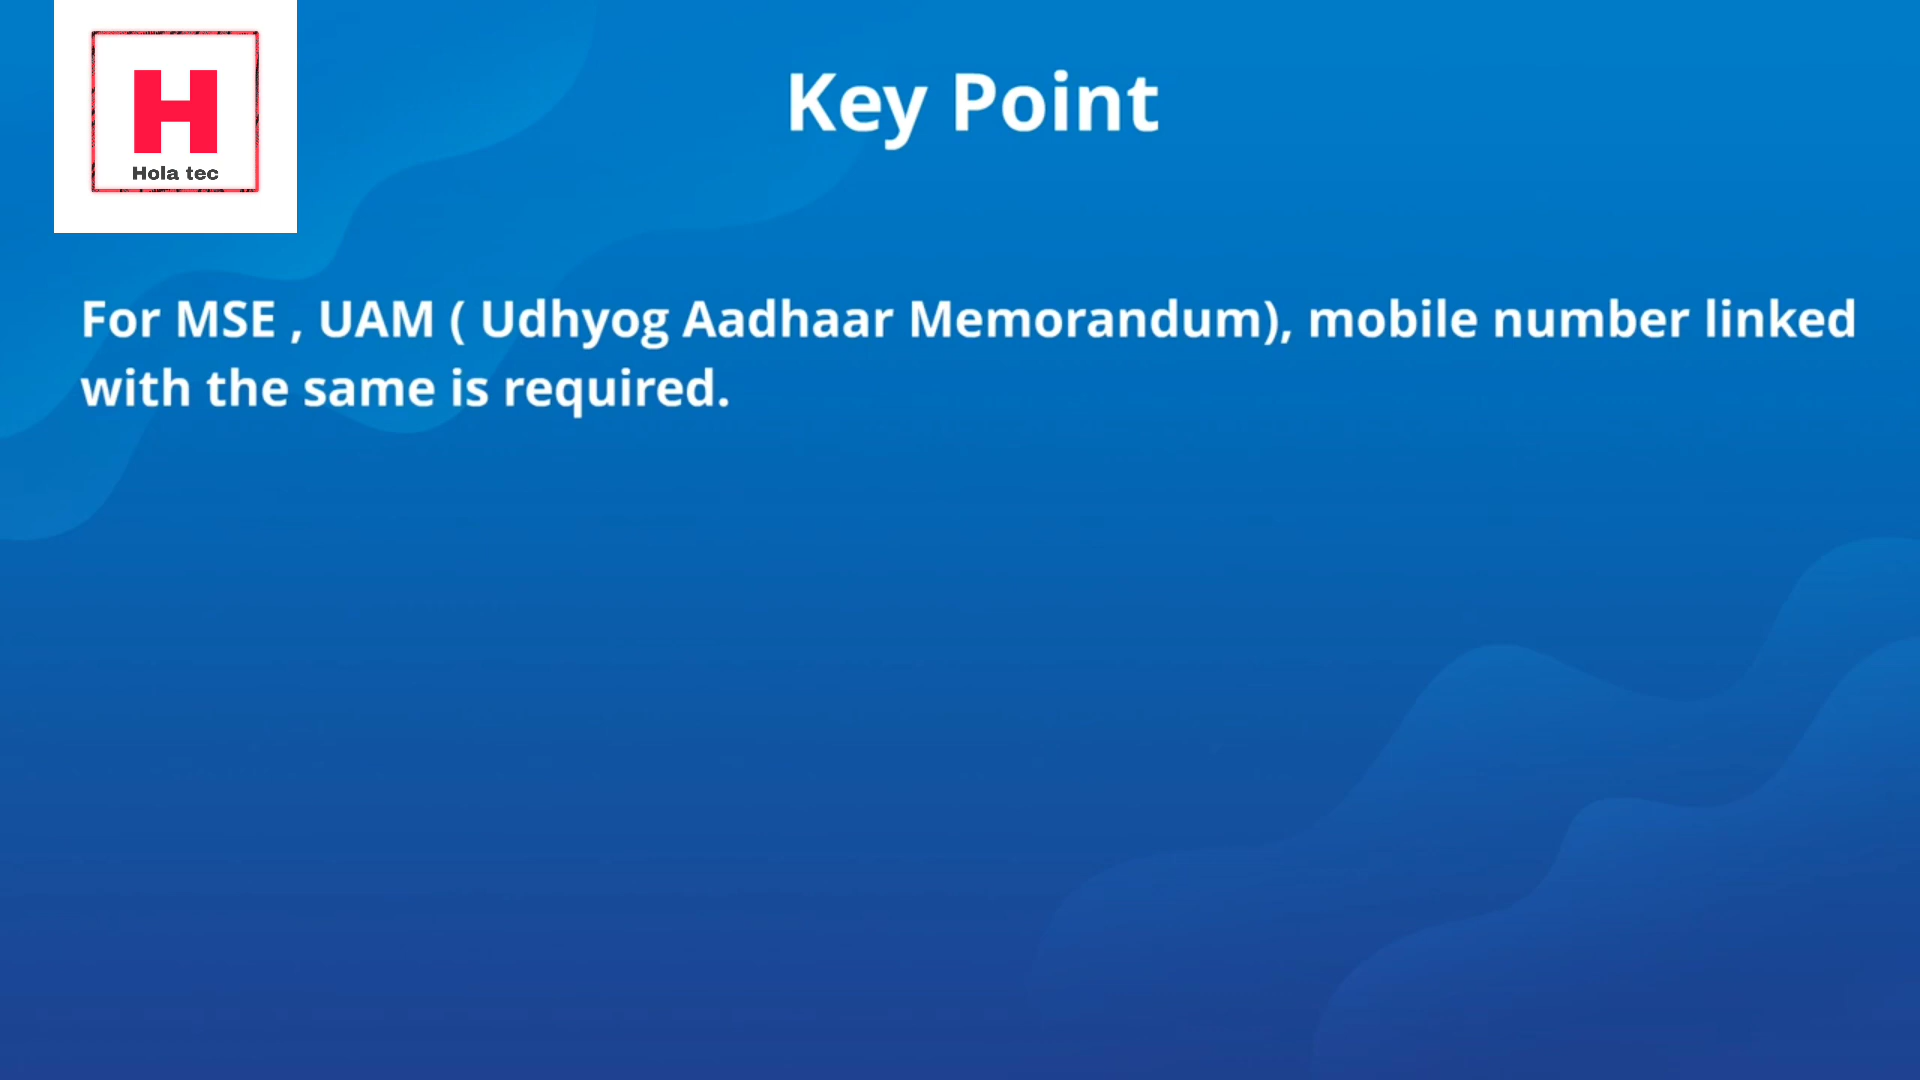 H
Hola tec
Key Point
For MSE , UAM ( Udhyog Aadhaar Memorandum), mobile number linked
with the same is required.